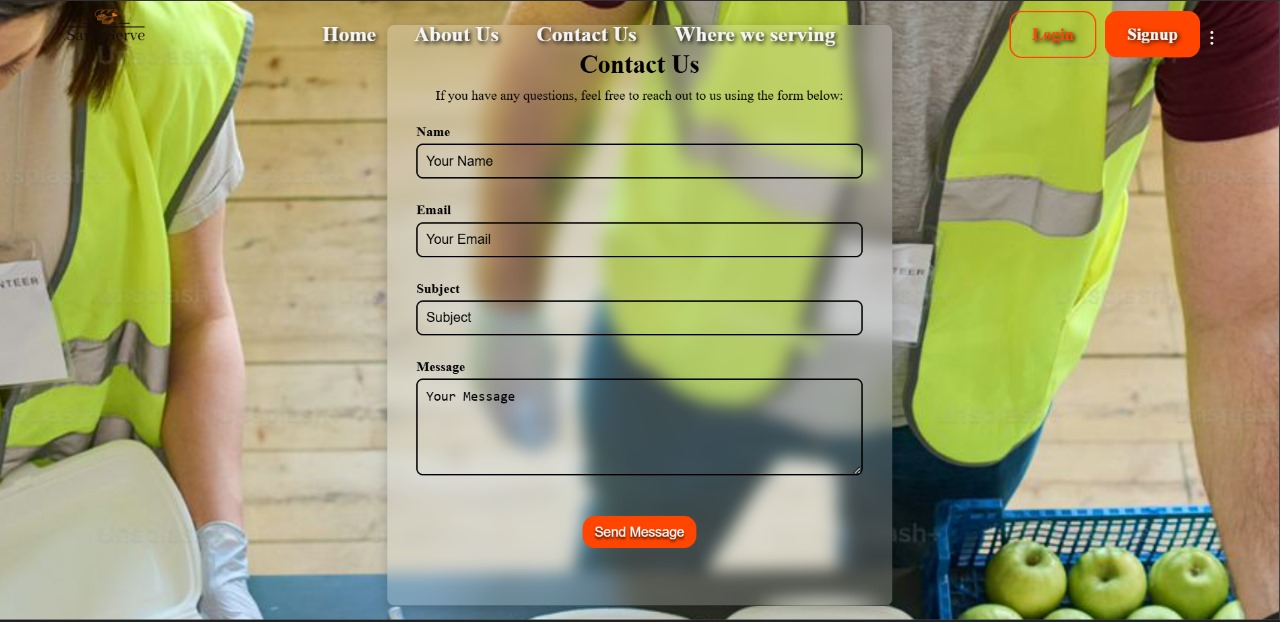 Home About Us Contact Us Where we serving Login Signup
Contact Us
If you have any questions, feel free to reach out to us using the form below:
Name
Your Name
Email
Your Email
Subject
Subject
Message
Your Message
Send Message
NTEER
TEER